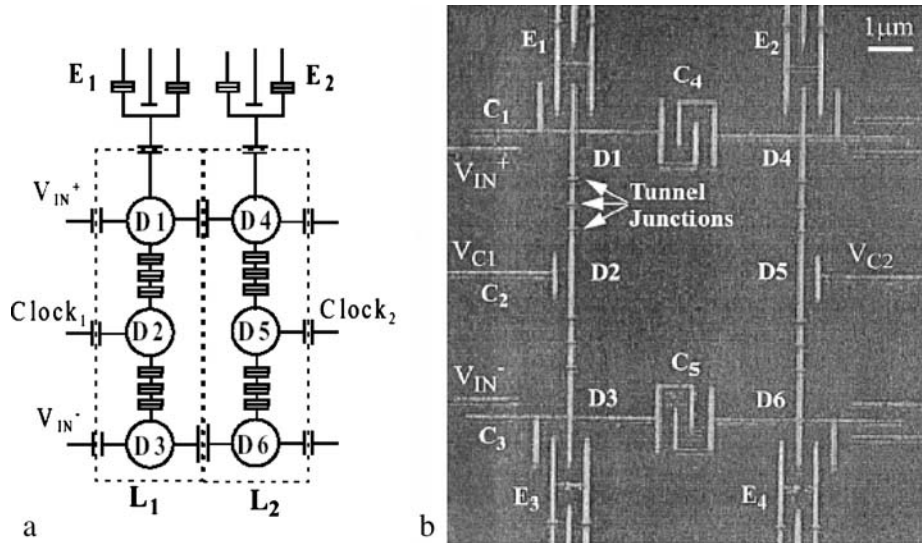 E1 E2
VIN+
D1 D4
Clock1 D2 D5 Clock2
VIN-
D3 D6
L1 L2
a
E1 E2 1μm
C4
C1
D1 D4
VIN+
Tunnel
Junctions
VC1 D2 D5 VC2
C2
C5
VIN-
D3 D6
C3
E3 E4
b